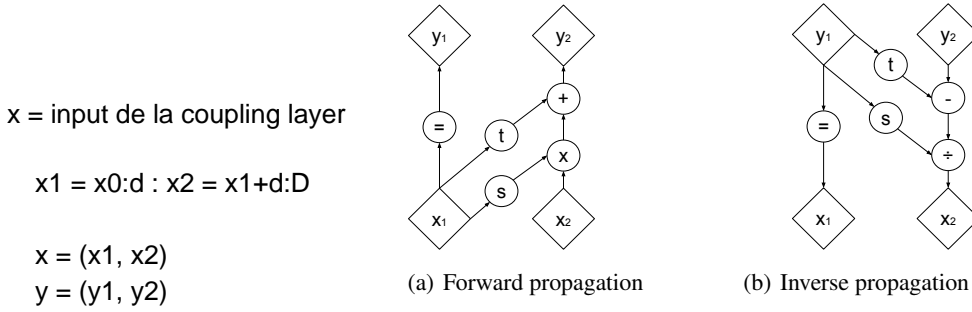 x = input de la coupling layer
x1 = x0:d : x2 = x1+d:D
x = (x1, x2)
y = (y1, y2)
y1 y2
+
= t
x
s
x1 x2
(a) Forward propagation
y1 y2
t
-
= s
÷
x1 x2
(b) Inverse propagation